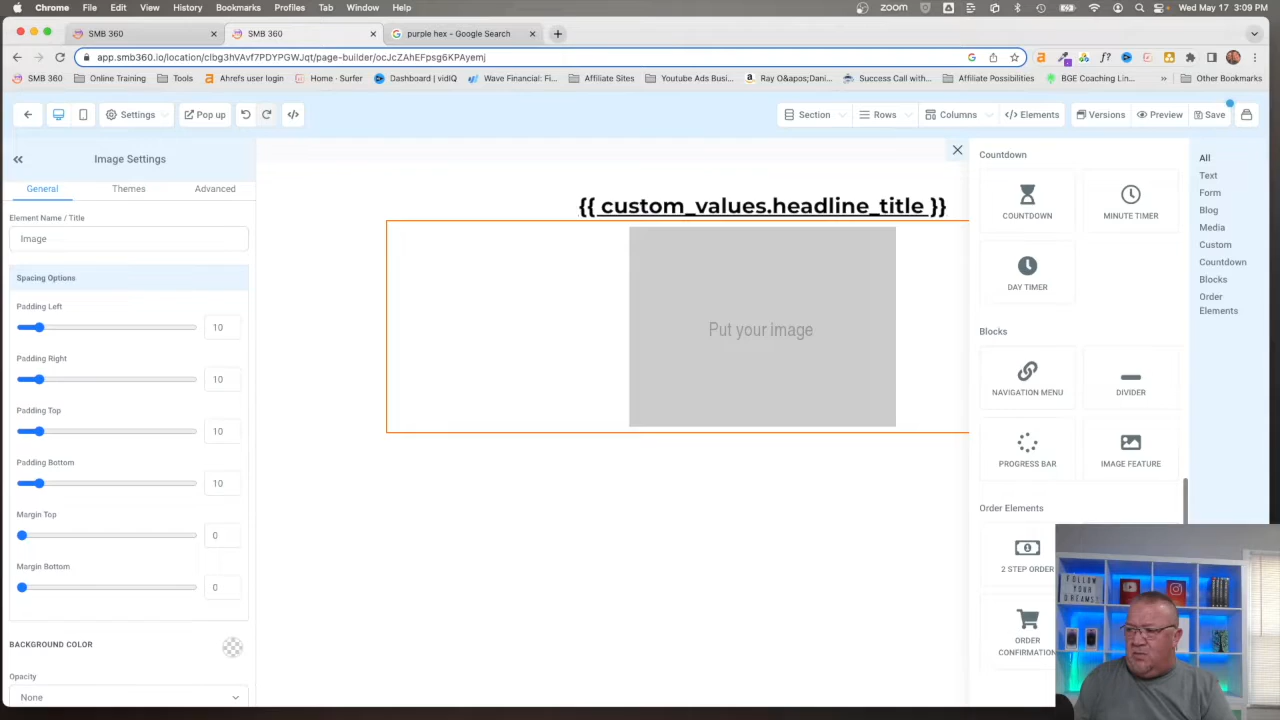 Chrome File Edit View History Bookmarks Profiles Tab Window Help ZOOM Wed May 17 3:09 PM
SMB 360
SMB 360
purple hex - Google Search
app.smb360.io/location/clbg3hVAvf7PDYPGWJqt/page-builder/ocJcZAhEFpsg6KPAyemj
SMB 360 Online Training Tools Ahrefs user login Home - Surfer Dashboard | vidIQ Wave Financial: Fi... Affiliate Sites Youtube Ads Busi... Ray O&apos;Dani... Success Call with... Affiliate Possibilities BGE Coaching Lin... Other Bookmarks
Settings Pop up Section Rows Columns Elements Versions Preview Save
Image Settings
General Themes Advanced
Element Name / Title
Image
Spacing Options
Padding Left
10
Padding Right
10
Padding Top
10
Padding Bottom
10
Margin Top
0
Margin Bottom
0
BACKGROUND COLOR
Opacity
None
{{ custom_values.headline_title }}
Put your image
Countdown
COUNTDOWN MINUTE TIMER
DAY TIMER
Blocks
NAVIGATION MENU DIVIDER
PROGRESS BAR IMAGE FEATURE
Order Elements
2 STEP ORDER
ORDER
CONFIRMATION
All
Text
Form
Blog
Media
Custom
Countdown
Blocks
Order
Elements
FOLLOW
YOUR
DREAMS